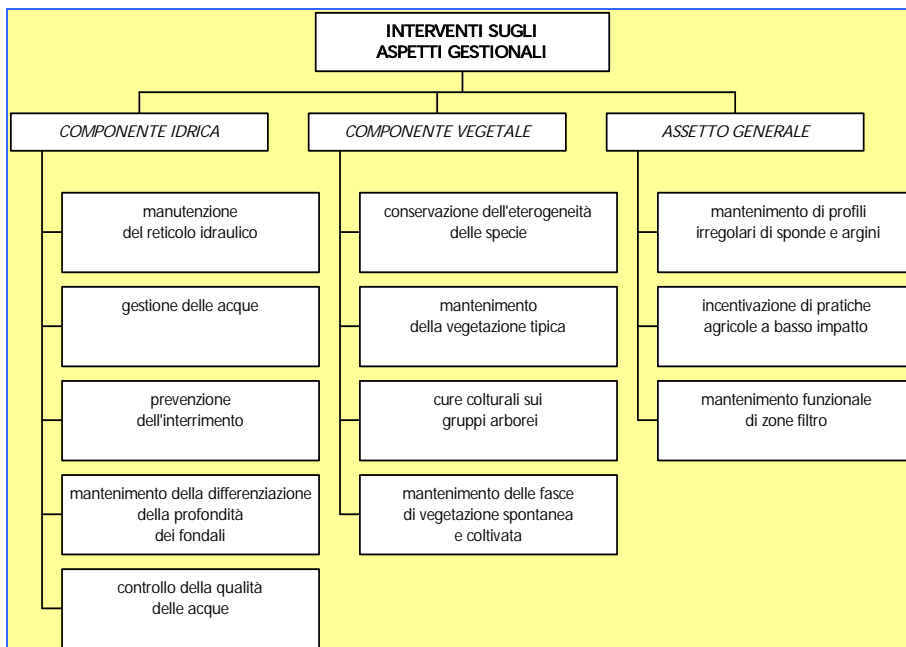 INTERVENTI SUGLI
ASPETTI GESTIONALI
COMPONENTE IDRICA
manutenzione
del reticolo idraulico
gestione delle acque
prevenzione
dell'interrimento
mantenimento della differenziazione
della profondità
dei fondali
controllo della qualità
delle acque
COMPONENTE VEGETALE
conservazione dell'eterogeneità
delle specie
mantenimento
della vegetazione tipica
cure colturali sui
gruppi arborei
mantenimento delle fasce
di vegetazione spontanea
e coltivata
ASSETTO GENERALE
mantenimento di profili
irregolari di sponde e argini
incentivazione di pratiche
agricole a basso impatto
mantenimento funzionale
di zone filtro